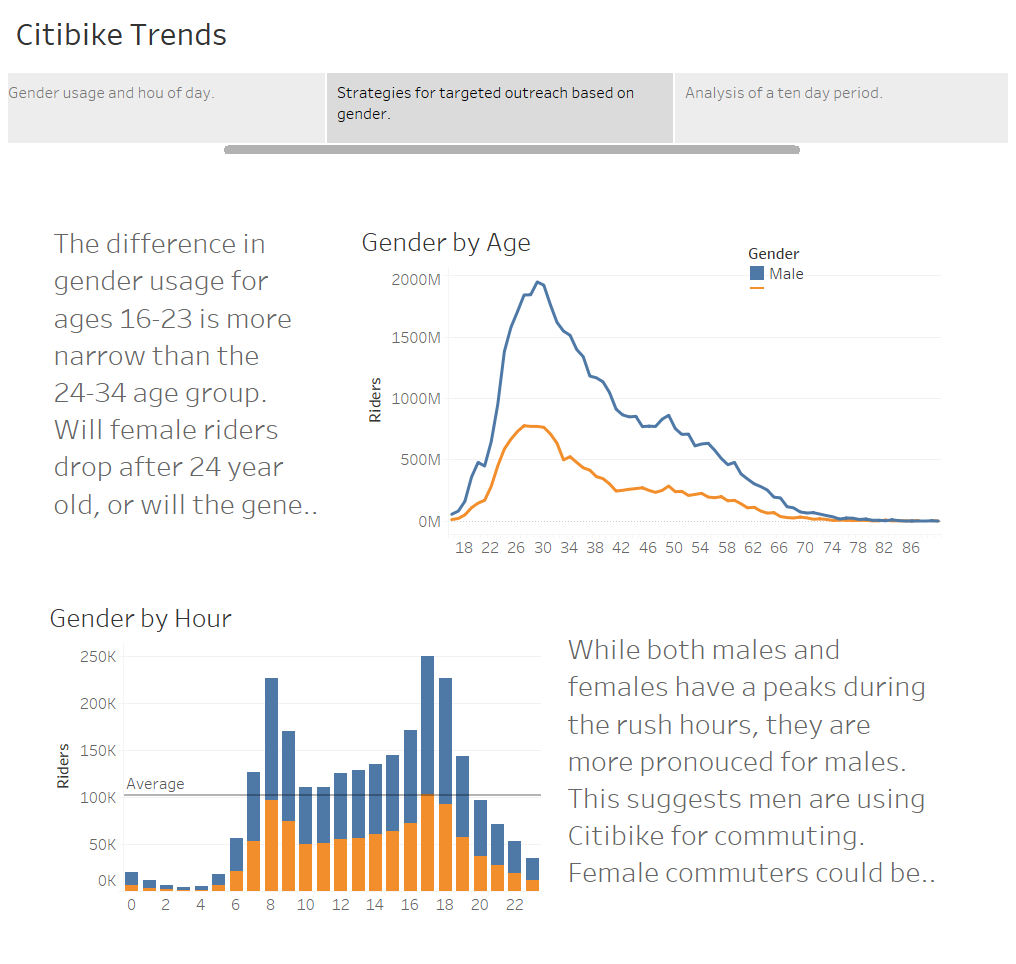 Citibike Trends
Gender usage and hou of day.
Strategies for targeted outreach based on
gender.
Analysis of a ten day period.
The difference in
gender usage for
ages 16-23 is more
narrow than the
24-34 age group.
Will female riders
drop after 24 year
old, or will the gene..
Gender by Age
Gender
Male
2000M
1500M
1000M
500M
0M
Riders
18 22 26 30 34 38 42 46 50 54 58 62 66 70 74 78 82 86
Gender by Hour
250K
200K
150K
100K
50K
0K
Riders
Average
0 2 4 6 8 10 12 14 16 18 20 22
While both males and
females have a peaks during
the rush hours, they are
more pronouced for males.
This suggests men are using
Citibike for commuting.
Female commuters could be..